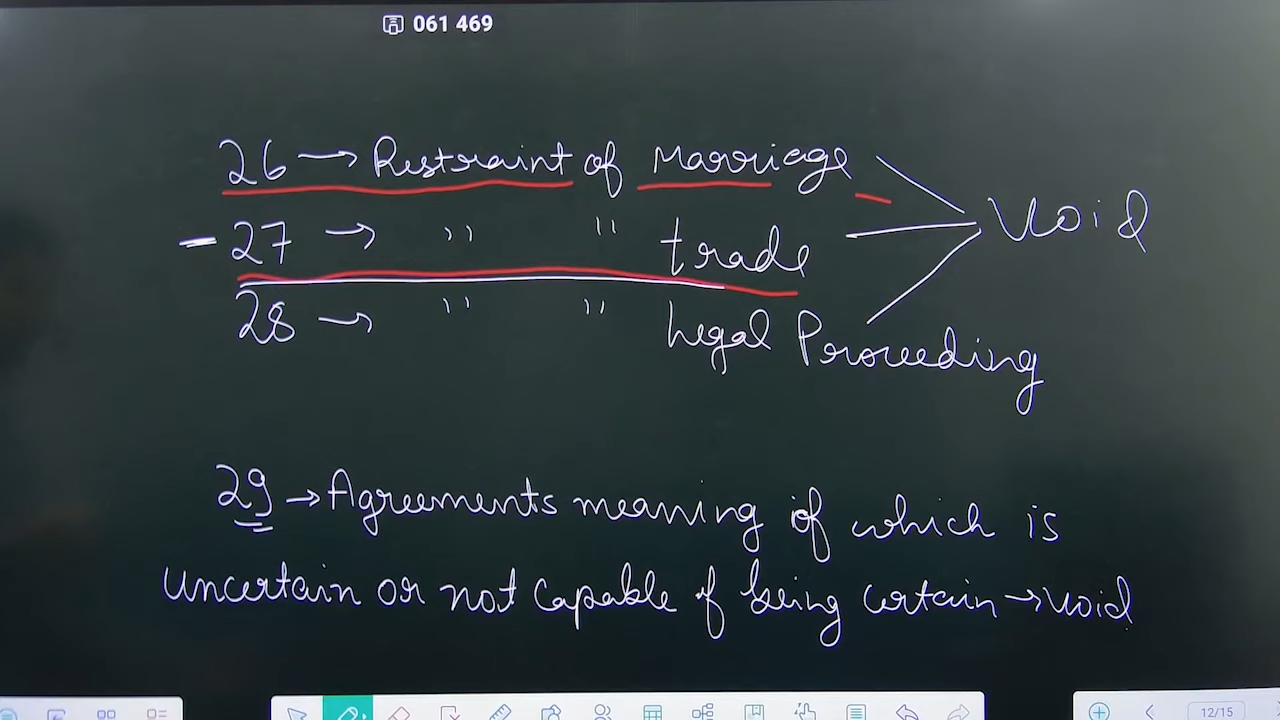 061 469
26 → Restraint of Marriage
- 27 → " " trade
Void
28 → " " Legal Proceeding
29 → Agreements meaning of which is
uncertain or not capable of being certain → void
12/15